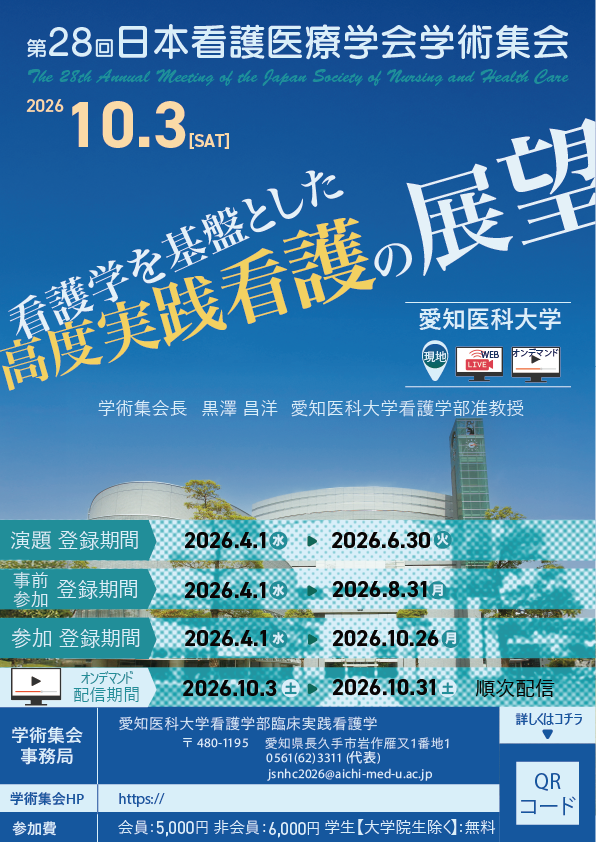 第28回日本看護医療学会学術集会
The 28th Annual Meeting of the Japan Society of Nursing and Health Care
2026 10.3[SAT]
看護学を基盤とした
高度実践看護の展望
愛知医科大学
現地 WEB LIVE オンデマンド
学術集会長 黒澤 昌洋 愛知医科大学看護学部准教授
演題 登録期間 2026.4.1水 ▶ 2026.6.30火
事前参加 登録期間 2026.4.1水 ▶ 2026.8.31月
参加 登録期間 2026.4.1水 ▶ 2026.10.26月
オンデマンド配信期間 2026.10.3土 ▶ 2026.10.31土 順次配信
学術集会事務局
愛知医科大学看護学部臨床実践看護学
〒480-1195 愛知県長久手市岩作雁又1番地1
0561(62)3311 (代表)
jsnhc2026@aichi-med-u.ac.jp
詳しくはコチラ
▼
QR
コード
学術集会HP https://
参加費 会員：5,000円 非会員：6,000円 学生【大学院生除く】：無料